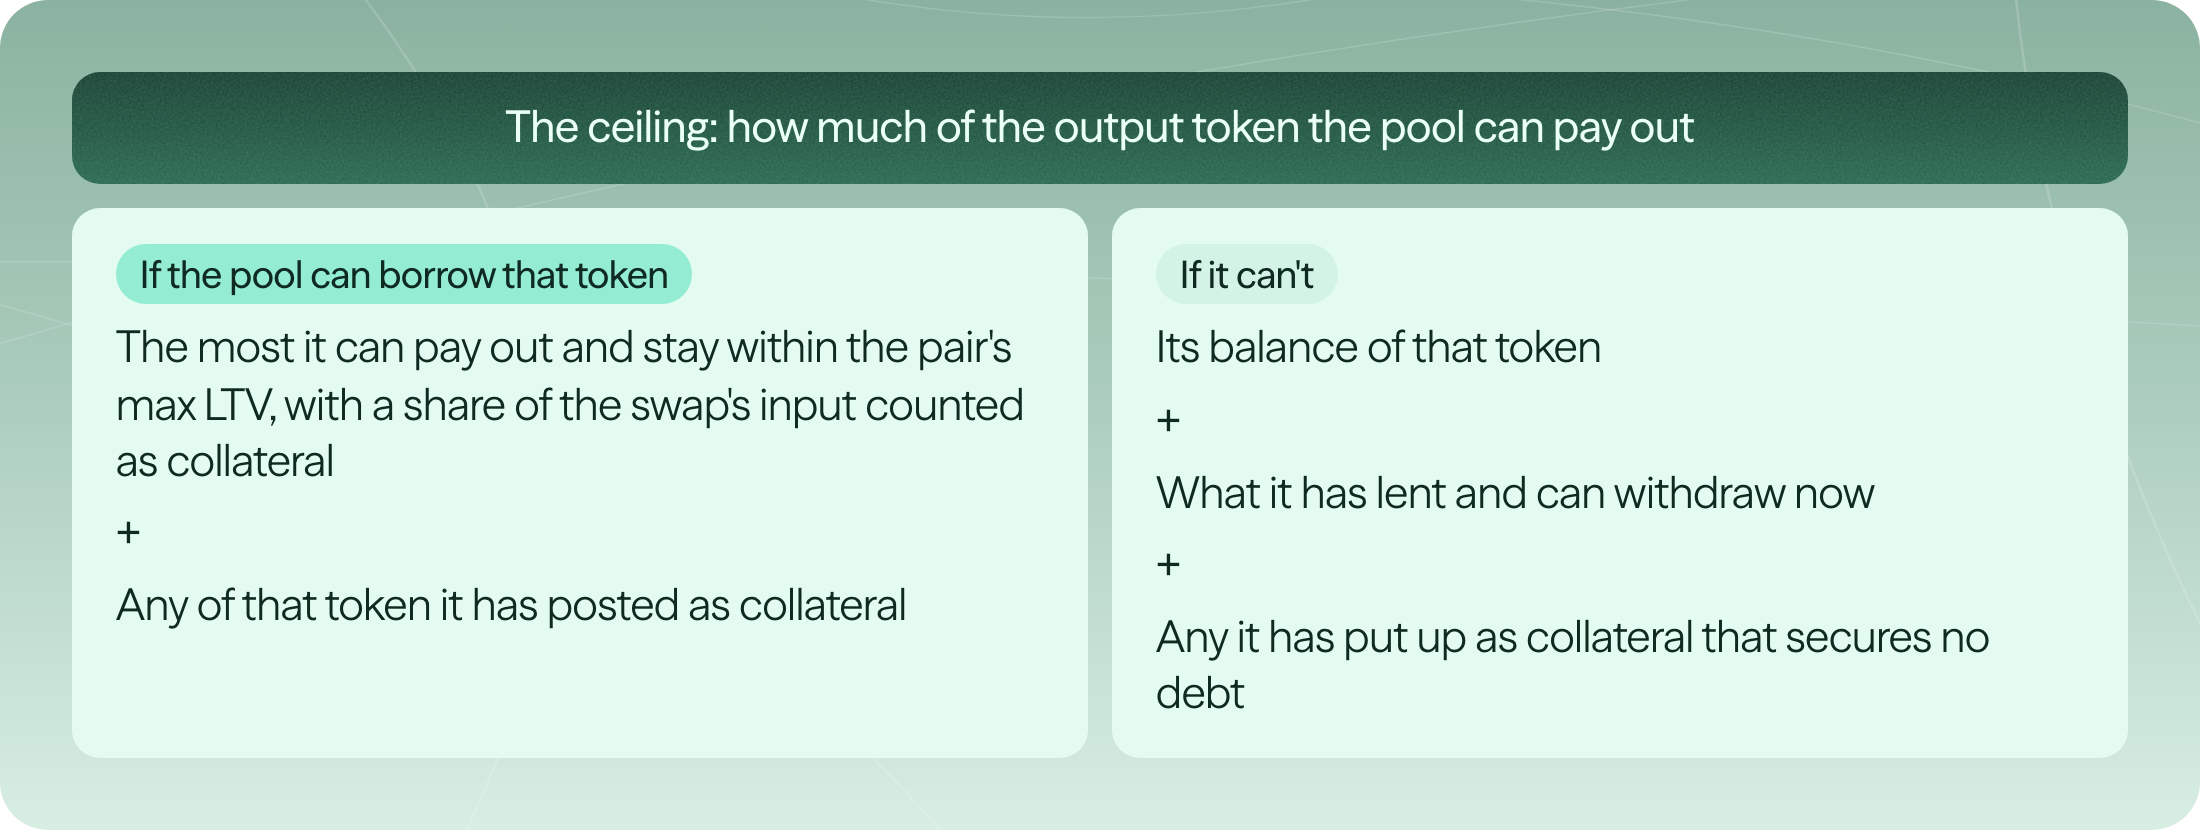 The ceiling: how much of the output token the pool can pay out
If the pool can borrow that token
The most it can pay out and stay within the pair's
max LTV, with a share of the swap's input counted
as collateral
+
Any of that token it has posted as collateral
If it can't
Its balance of that token
+
What it has lent and can withdraw now
+
Any it has put up as collateral that secures no
debt